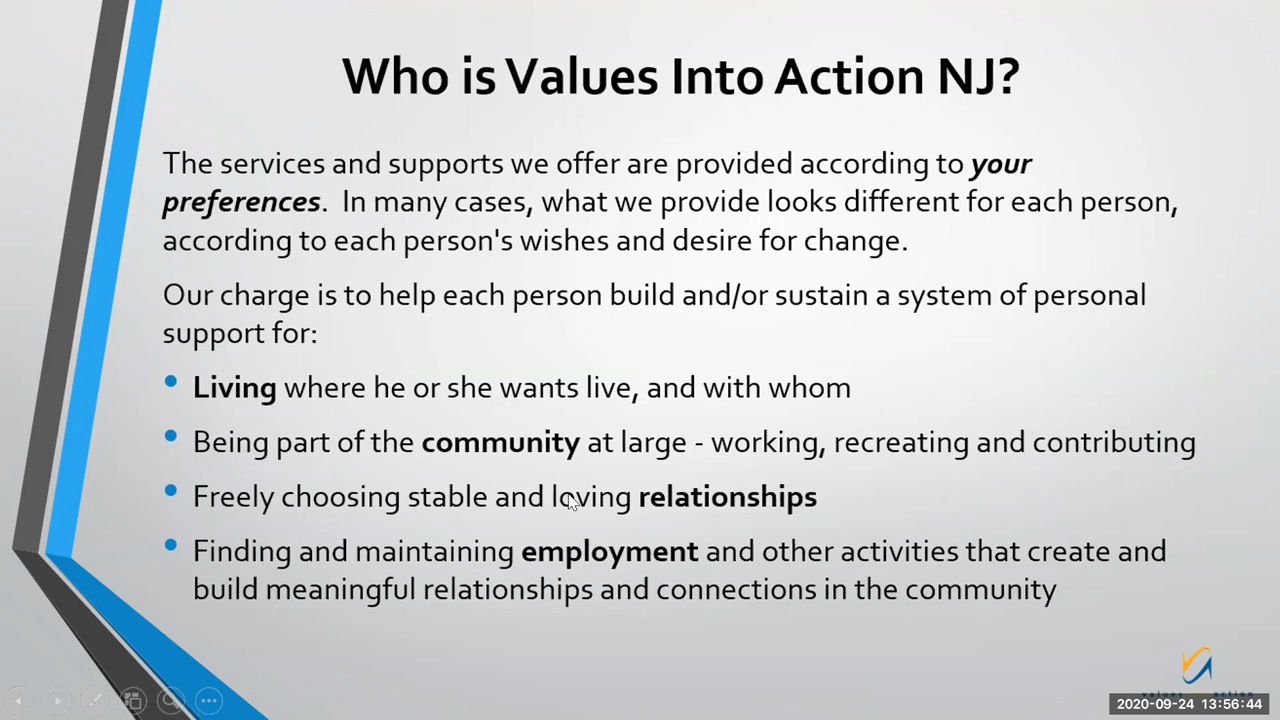 Who is Values Into Action NJ?
The services and supports we offer are provided according to your
preferences.  In many cases, what we provide looks different for each person,
according to each person's wishes and desire for change.
Our charge is to help each person build and/or sustain a system of personal
support for:
• Living where he or she wants live, and with whom
• Being part of the community at large - working, recreating and contributing
• Freely choosing stable and loving relationships
• Finding and maintaining employment and other activities that create and
build meaningful relationships and connections in the community
2020-09-24 13:56:44